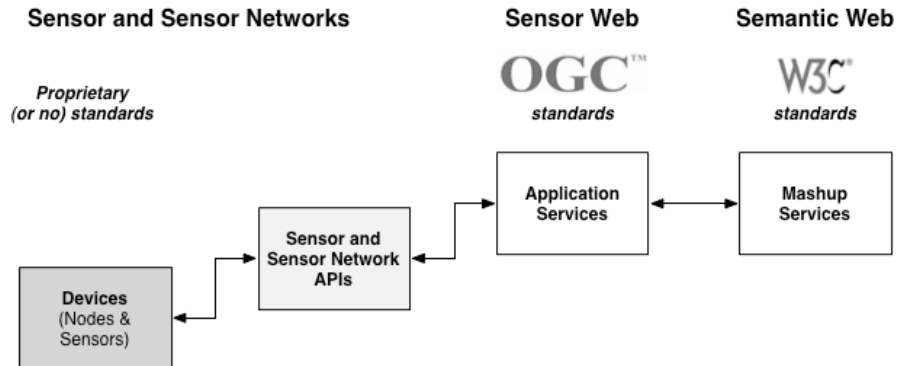 Sensor and Sensor Networks
Sensor Web
Semantic Web
OGC™
W3C®
Proprietary
(or no) standards
standards
standards
Application
Services
Mashup
Services
Sensor and
Sensor Network
APIs
Devices
(Nodes &
Sensors)